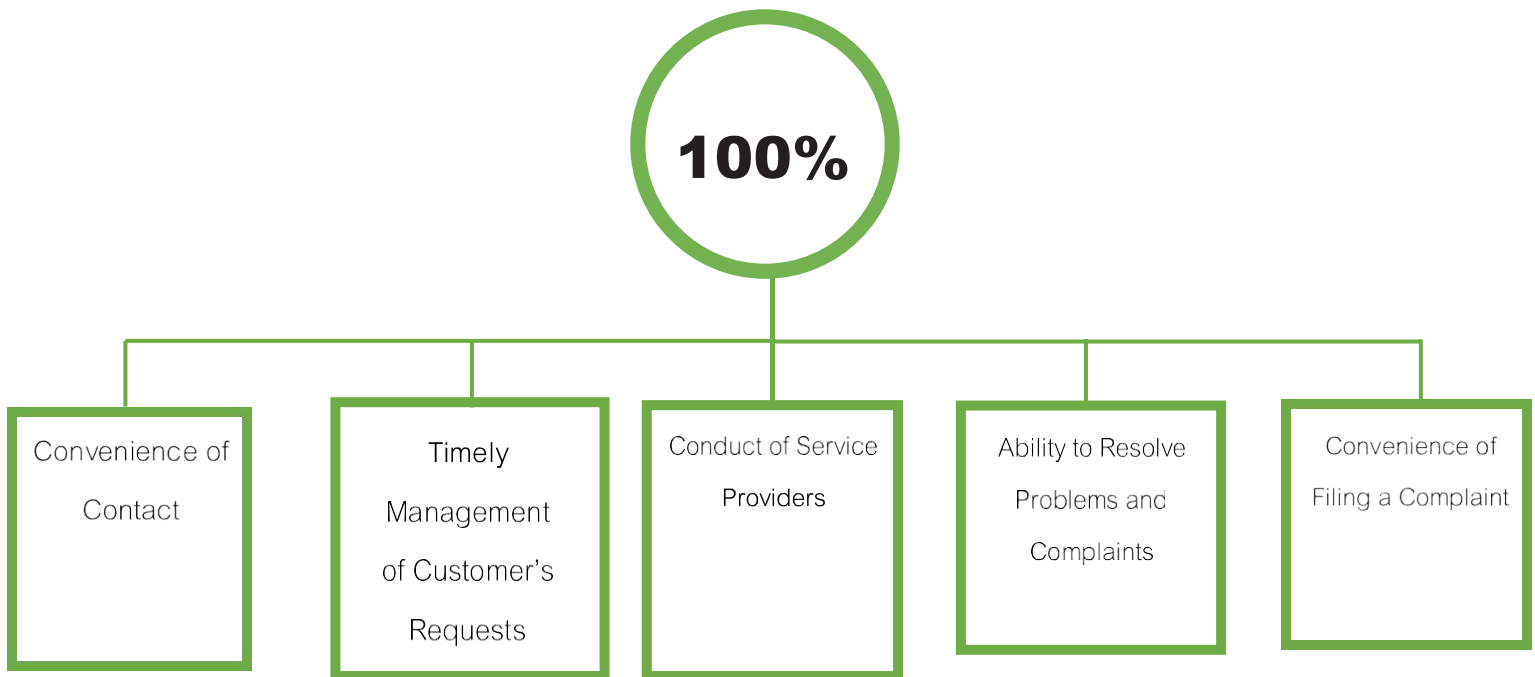 100%
Convenience of
Contact
Timely
Management
of Customer’s
Requests
Conduct of Service
Providers
Ability to Resolve
Problems and
Complaints
Convenience of
Filing a Complaint